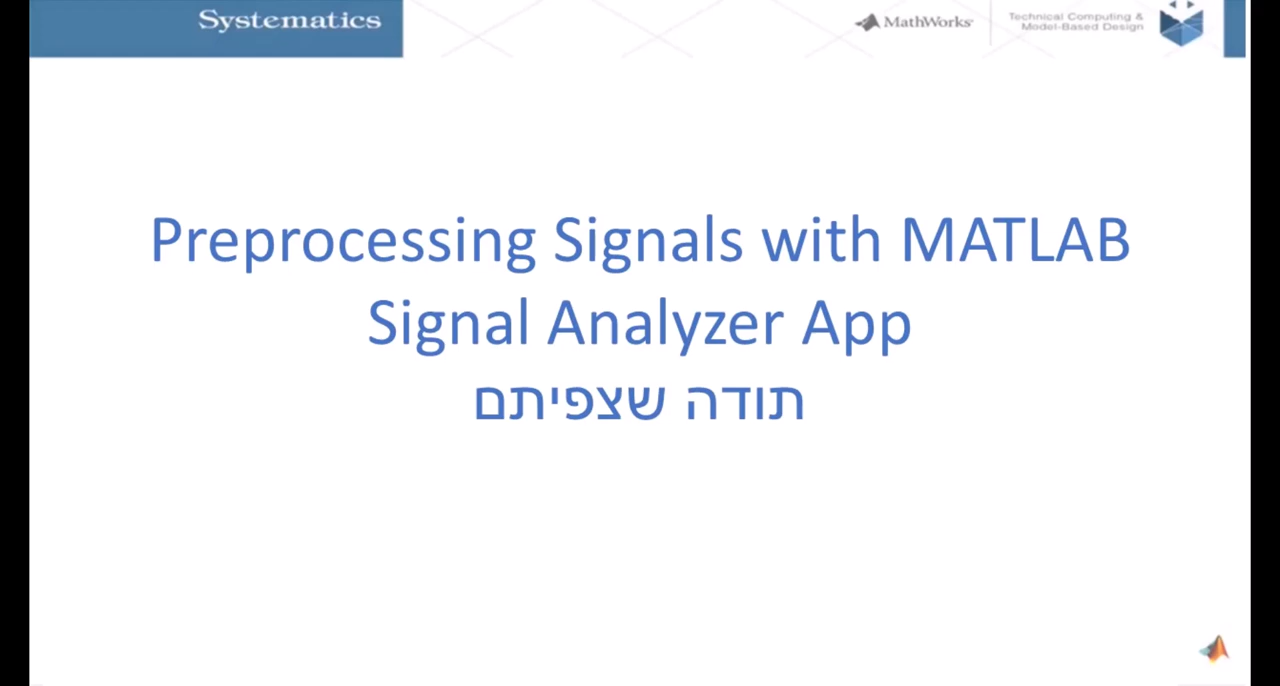 Systematics
MathWorks
Technical Computing &
Model-Based Design
Preprocessing Signals with MATLAB
Signal Analyzer App
תודה שצפיתם